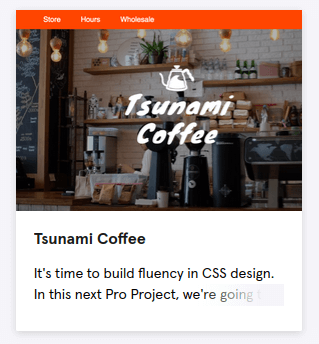 Store Hours Wholesale
Tsunami
Coffee
Tsunami Coffee
It's time to build fluency in CSS design.
In this next Pro Project, we're going